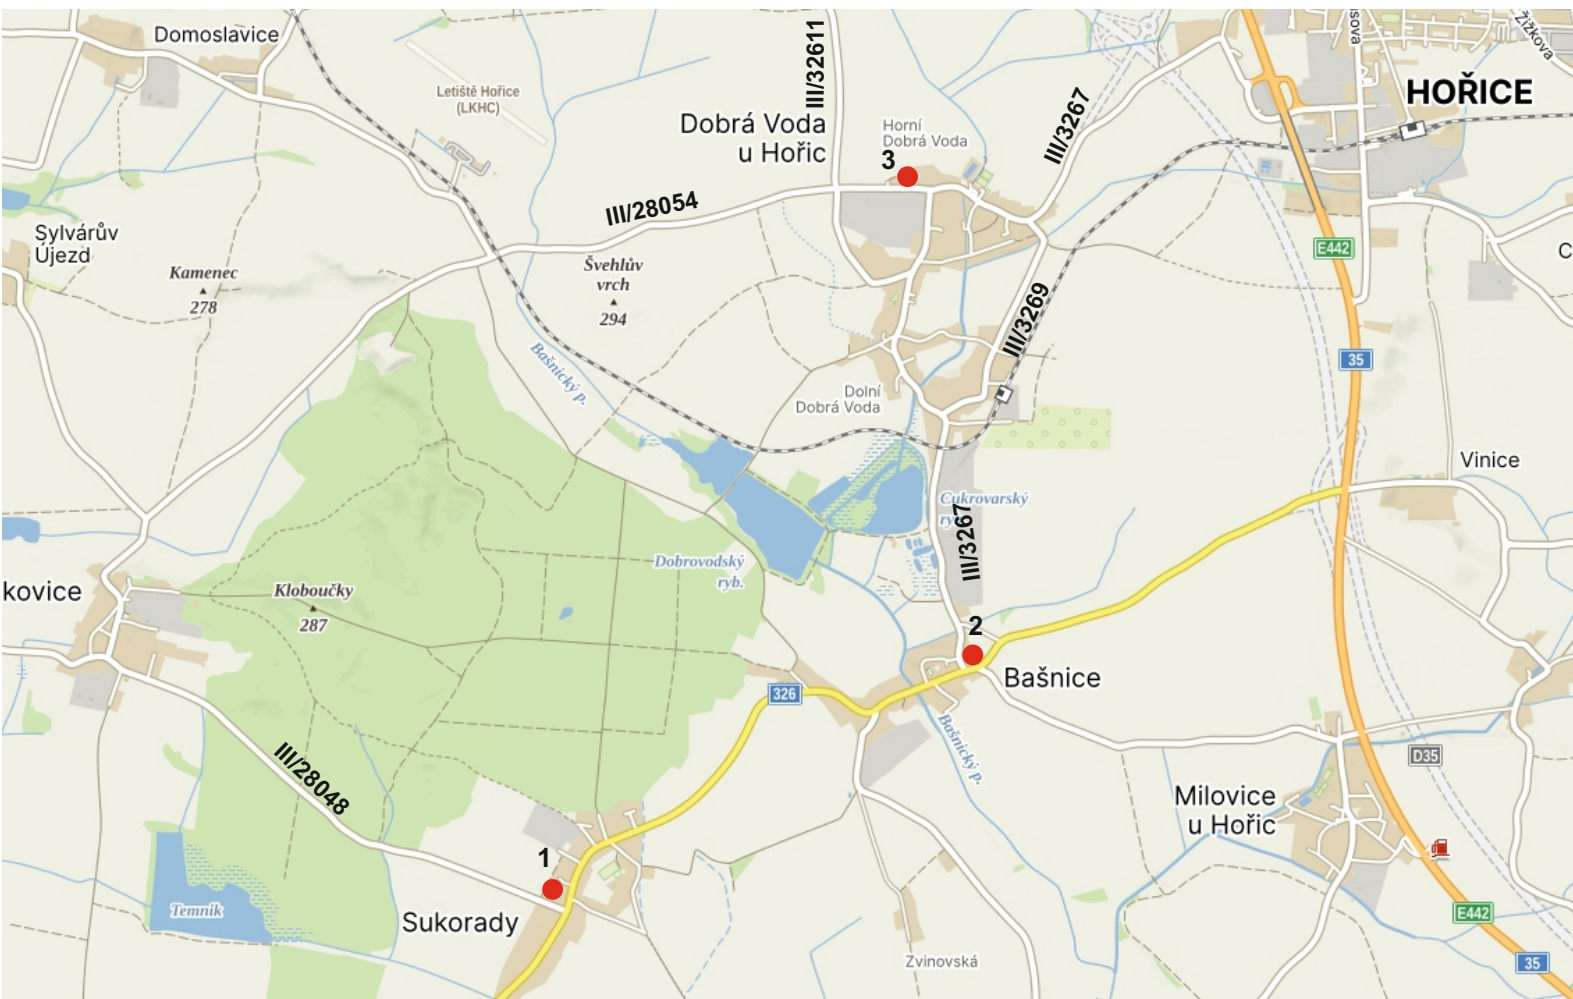 Domoslavice
Letiště Hořice
(LKHC)
III/32611
Dobrá Voda
u Hořic
Horní
Dobrá Voda
3
III/3267
HOŘICE
Žižkova
III/28054
Sylvárův
Újezd
Kamenec
278
Švehlův
vrch
294
E442
III/3269
35
Bašnický p.
Dolní
Dobrá Voda
Vinice
Cukrovarský
III/3267
Dobrovodský
ryb.
kovice
Kloboučky
287
2
Bašnice
326
Bašnický p.
D35
III/28048
Milovice
u Hořic
1
Temník
Sukorady
E442
Zvinovská
35